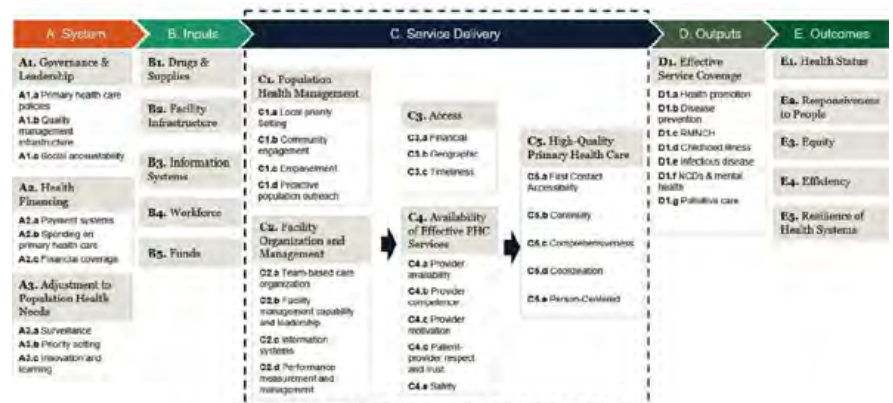 A. System
B. Inputs
C. Service Delivery
D. Outputs
E. Outcomes
A1. Governance &
Leadership
A1.a Primary health care
policies
A1.b Quality
management
infrastructure
A1.c Social accountability
A2. Health
Financing
A2.a Payment systems
A2.b Spending on
primary health care
A2.c Financial coverage
A3. Adjustment to
Population Health
Needs
A3.a Surveillance
A3.b Priority setting
A3.c Innovation and
learning
B1. Drugs &
Supplies
B2. Facility
Infrastructure
B3. Information
Systems
B4. Workforce
B5. Funds
C1. Population
Health Management
C1.a Local priority
Setting
C1.b Community
engagement
C1.c Empanelment
C1.d Proactive
population outreach
C2. Facility
Organization and
Management
C2.a Team-based care
organization
C2.b Facility
management capability
and leadership
C2.c Information
systems
C2.d Performance
measurement and
management
C3. Access
C3.a Financial
C3.b Geographic
C3.c Timeliness
C4. Availability
of Effective PHC
Services
C4.a Provider
availability
C4.b Provider
competence
C4.c Provider
motivation
C4.c Patient-
provider respect
and trust
C4.e Safety
C5. High-Quality
Primary Health Care
C5.a First Contact
Accessibility
C5.b Continuity
C5.c Comprehensiveness
C5.d Coordination
C5.e Person-Centered
D1. Effective
Service Coverage
D1.a Health promotion
D1.b Disease
prevention
D1.c RMNCH
D1.d Childhood illness
D1.e Infectious disease
D1.f NCDs & mental
health
D1.g Palliative care
E1. Health Status
E2. Responsiveness
to People
E3. Equity
E4. Efficiency
E5. Resilience of
Health Systems